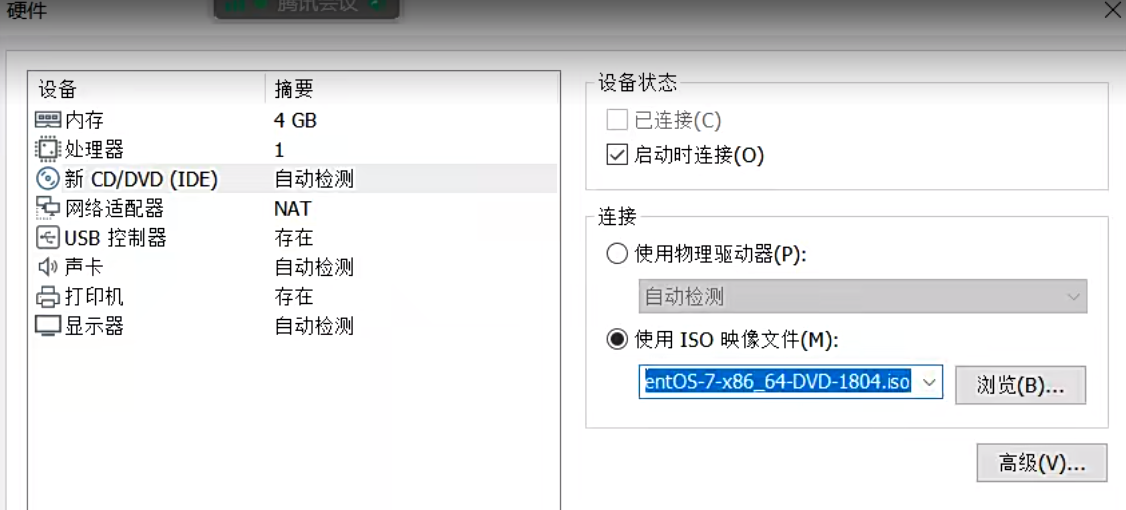 硬件
腾讯会议
设备 摘要
内存 4 GB
处理器 1
新 CD/DVD (IDE) 自动检测
网络适配器 NAT
USB 控制器 存在
声卡 自动检测
打印机 存在
显示器 自动检测
设备状态
已连接(C)
启动时连接(O)
连接
使用物理驱动器(P):
自动检测
使用 ISO 映像文件(M):
entOS-7-x86_64-DVD-1804.iso
浏览(B)...
高级(V)...